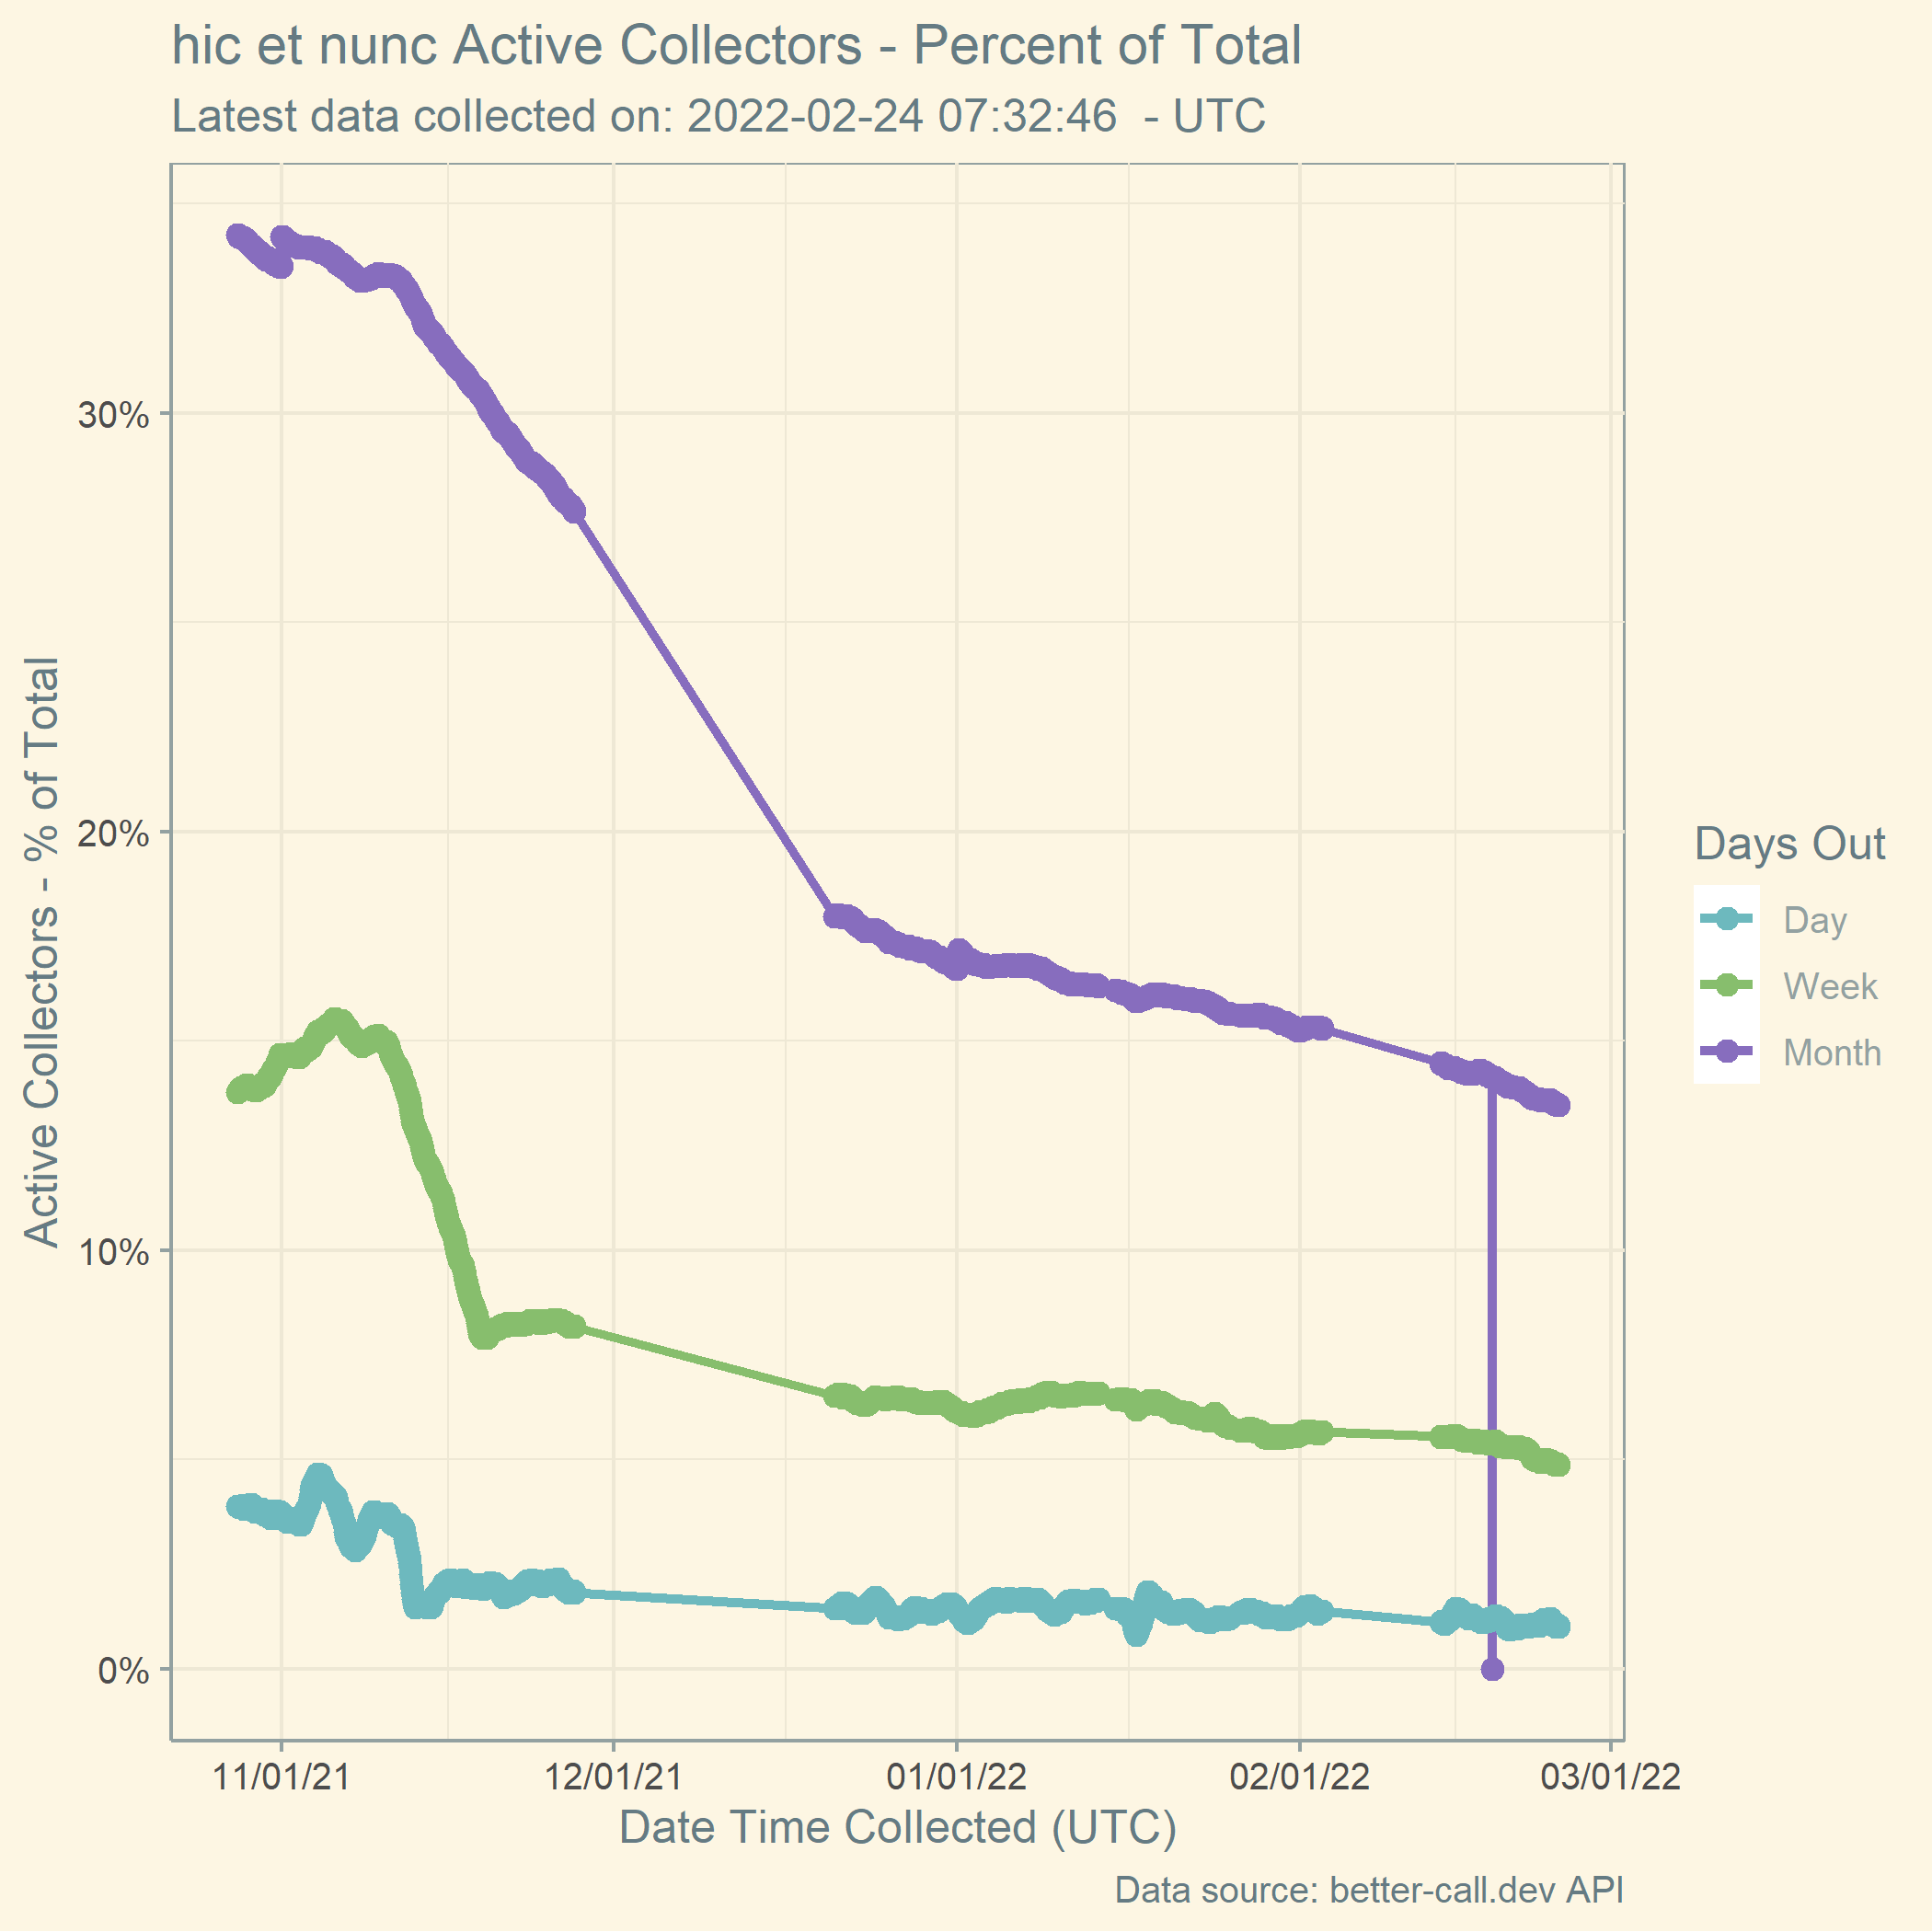 hic et nunc Active Collectors - Percent of Total
Latest data collected on: 2022-02-24 07:32:46  - UTC
Active Collectors - % of Total
30%
20%
10%
0%
11/01/21
12/01/21
01/01/22
02/01/22
03/01/22
Date Time Collected (UTC)
Days Out
Day
Week
Month
Data source: better-call.dev API